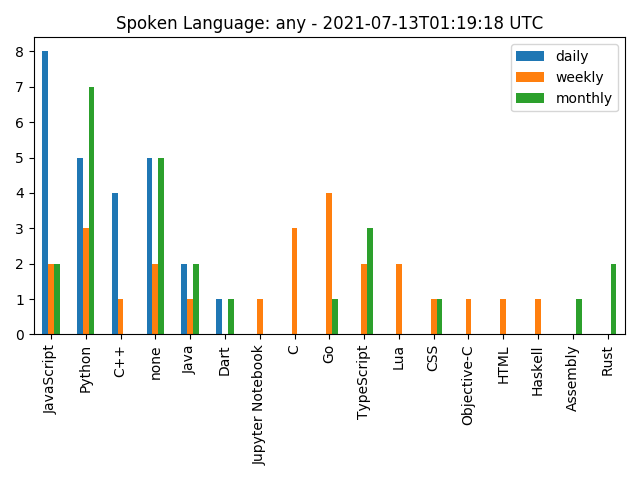 Spoken Language: any - 2021-07-13T01:19:18 UTC
daily
weekly
monthly
8
7
6
5
4
3
2
1
0
JavaScript
Python
C++
none
Java
Dart
Jupyter Notebook
C
Go
TypeScript
Lua
CSS
Objective-C
HTML
Haskell
Assembly
Rust